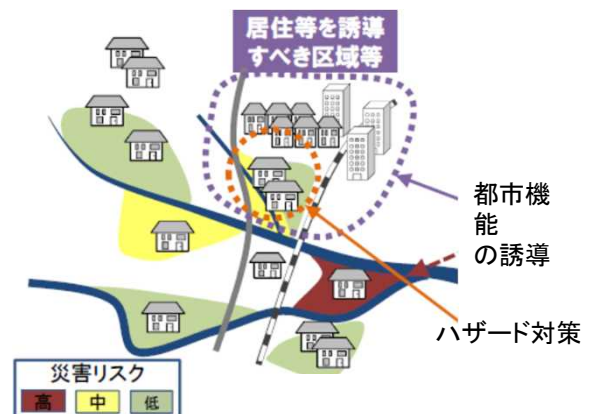 居住等を誘導
すべき区域等
都市機
能
の誘導
ハザード対策
災害リスク
高 中 低